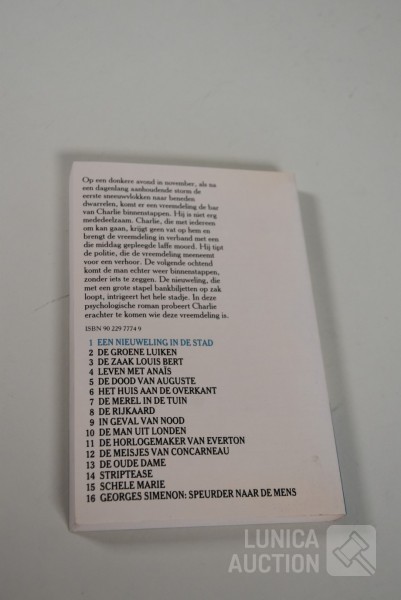 Op een donkere avond in november, als na
een dagenlang aanhoudende storm de
eerste sneeuwvlokken naar beneden
dwarrelen, komt er een vreemdeling de bar
van Charlie binnenstappen. Hij is niet erg
mededeelzaam. Charlie, die met iedereen
om kan gaan, krijgt geen vat op hem en
brengt de vreemdeling in verband met een
die middag gepleegde laffe moord. Hij tipt
de politie, die de vreemdeling meeneemt
voor een verhoor. De volgende ochtend
komt de man echter weer binnenstappen,
zonder iets te zeggen. De nieuweling, die
met een grote stapel bankbiljetten op zak
loopt, intrigeert het hele stadje. In deze
psychologische roman probeert Charlie
erachter te komen wie deze vreemdeling is.
ISBN 90 229 7774 9
1 EEN NIEUWELING IN DE STAD
2 DE GROENE LUIKEN
3 DE ZAAK LOUIS BERT
4 LEVEN MET ANAÏS
5 DE DOOD VAN AUGUSTE
6 HET HUIS AAN DE OVERKANT
7 DE MEREL IN DE TUIN
8 DE RIJKAARD
9 IN GEVAL VAN NOOD
10 DE MAN UIT LONDEN
11 DE HORLOGEMAKER VAN EVERTON
12 DE MEISJES VAN CONCARNEAU
13 DE OUDE DAME
14 STRIPTEASE
15 SCHELE MARIE
16 GEORGES SIMENON: SPEURDER NAAR DE MENS
LUNICA
AUCTION